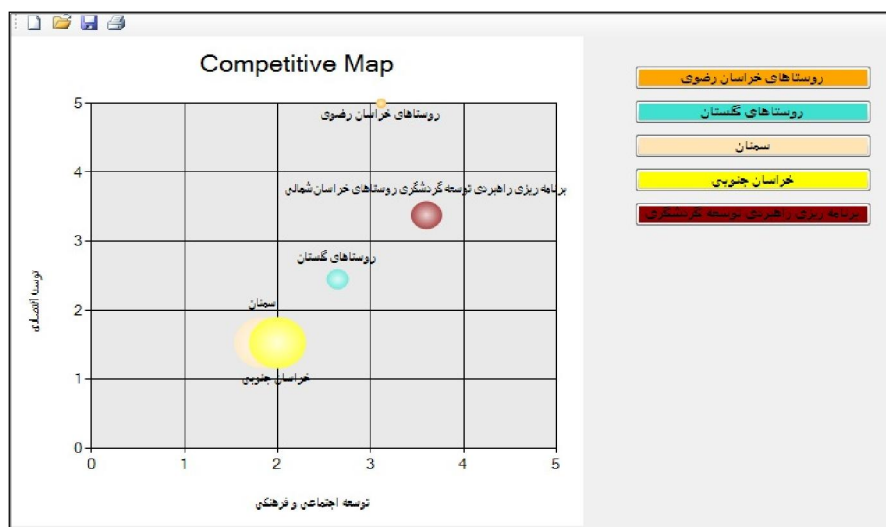 Competitive Map
5
روستاهای خراسان رضوی
4
برنامه ریزی راهبردی توسعه گردشگری روستاهای خراسان‌شمالی
3
روستاهای گستان
2
سمنان
1
خراسان جنوبی
0
0 1 2 3 4 5
توسعه اقتصادی
توسعه اجتماعی و فرهنگی
روستاهای خراسان رضوی
روستاهای گستان
سمنان
خراسان جنوبی
برنامه ریزی راهبردی توسعه گردشگری